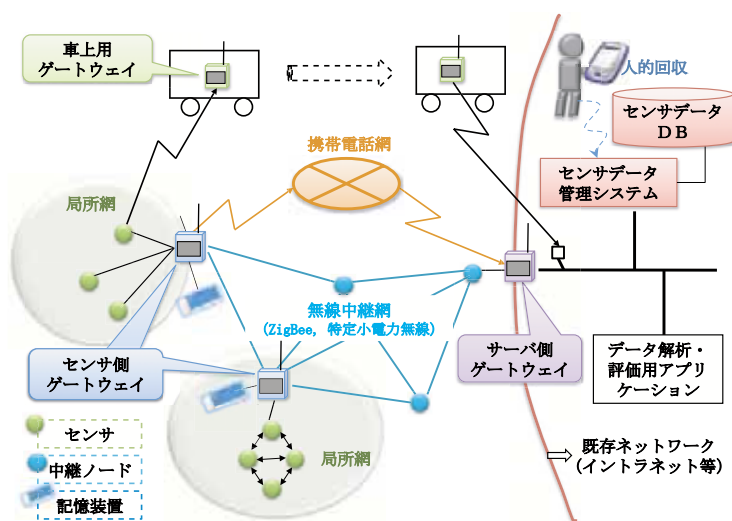 車上用
ゲートウェイ
人的回収
センサデータ
DB
携帯電話網
センサデータ
管理システム
局所網
無線中継網
(ZigBee, 特定小電力無線)
センサ側
ゲートウェイ
サーバ側
ゲートウェイ
データ解析・
評価用アプリ
ケーション
センサ
中継ノード
記憶装置
局所網
既存ネットワーク
(イントラネット等)